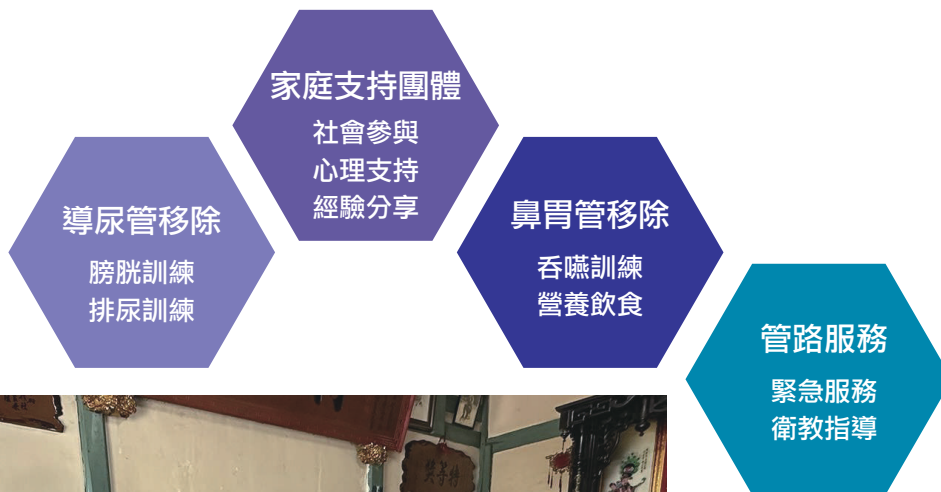 家庭支持團體
社會參與
心理支持
經驗分享
導尿管移除
膀胱訓練
排尿訓練
鼻胃管移除
吞嚥訓練
營養飲食
管路服務
緊急服務
衛教指導